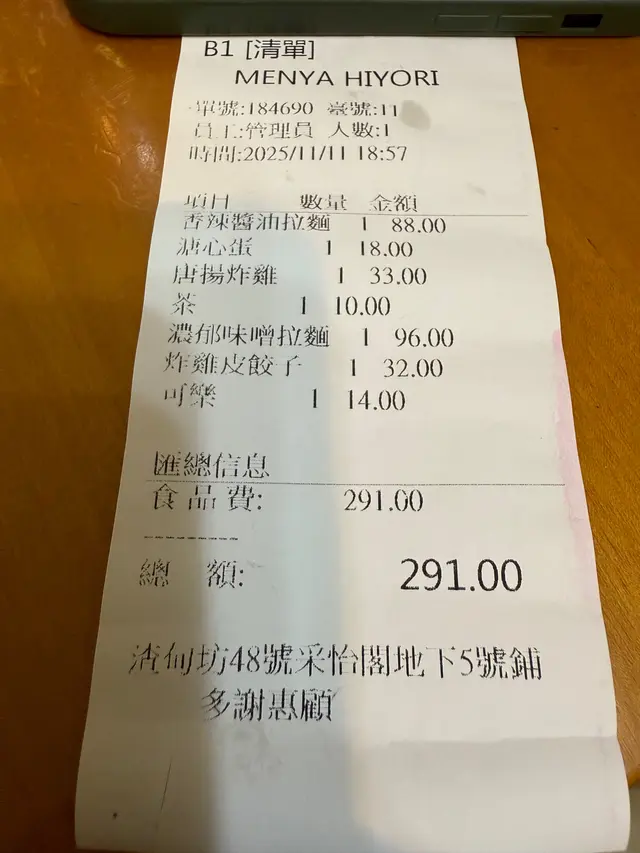 B1 [清單]
MENYA HIYORI
單號:184690 臺號:11
員工:管理員 人數:1
時間:2025/11/11 18:57
項目 數量 金額
香辣醬油拉麵 1 88.00
溏心蛋 1 18.00
唐揚炸雞 1 33.00
茶 1 10.00
濃郁味噌拉麵 1 96.00
炸雞皮餃子 1 32.00
可樂 1 14.00
匯總信息
食品費: 291.00
-------
總 額: 291.00
渣甸坊48號采怡閣地下5號鋪
多謝惠顧